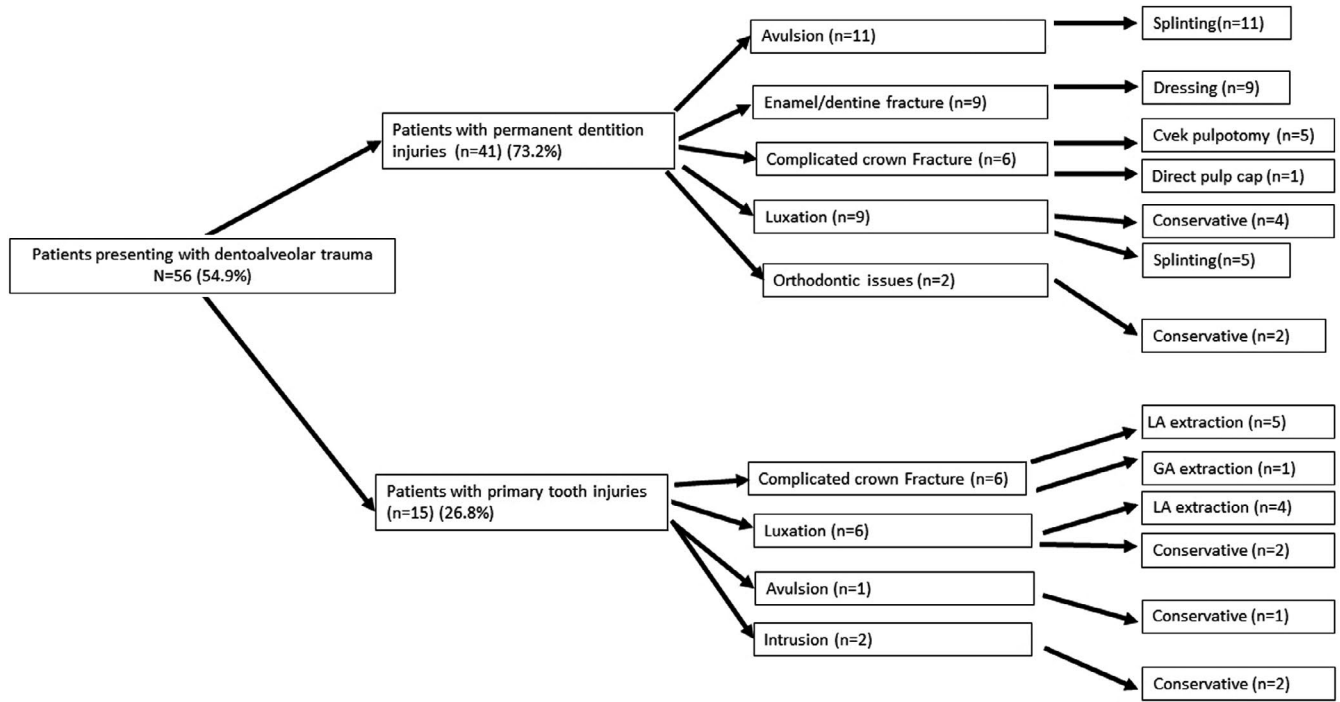 Patients presenting with dentoalveolar trauma
N=56 (54.9%)
Patients with permanent dentition
injuries (n=41) (73.2%)
Avulsion (n=11)
Splinting(n=11)
Enamel/dentine fracture (n=9)
Dressing (n=9)
Complicated crown Fracture (n=6)
Cvek pulpotomy (n=5)
Direct pulp cap (n=1)
Luxation (n=9)
Conservative (n=4)
Splinting(n=5)
Orthodontic issues (n=2)
Conservative (n=2)
Patients with primary tooth injuries
(n=15) (26.8%)
Complicated crown Fracture (n=6)
LA extraction (n=5)
GA extraction (n=1)
Luxation (n=6)
LA extraction (n=4)
Conservative (n=2)
Avulsion (n=1)
Conservative (n=1)
Intrusion (n=2)
Conservative (n=2)